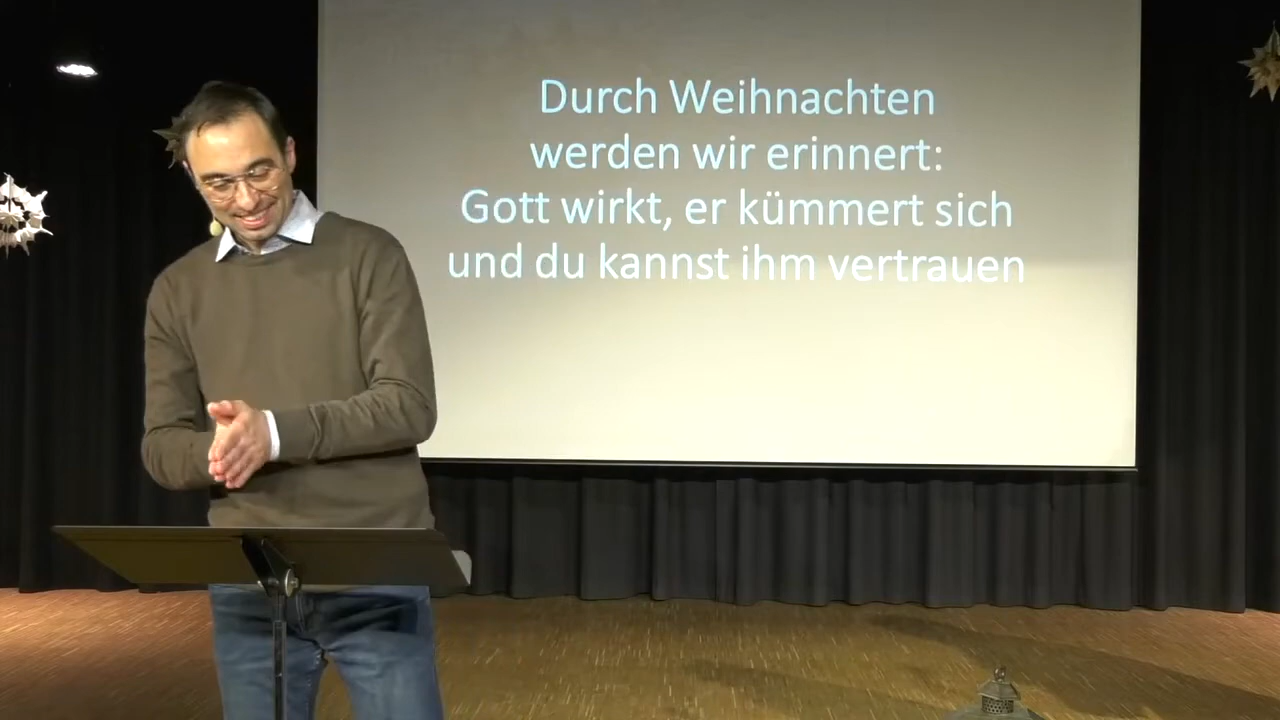 Durch Weihnachten
werden wir erinnert:
Gott wirkt, er kümmert sich
und du kannst ihm vertrauen